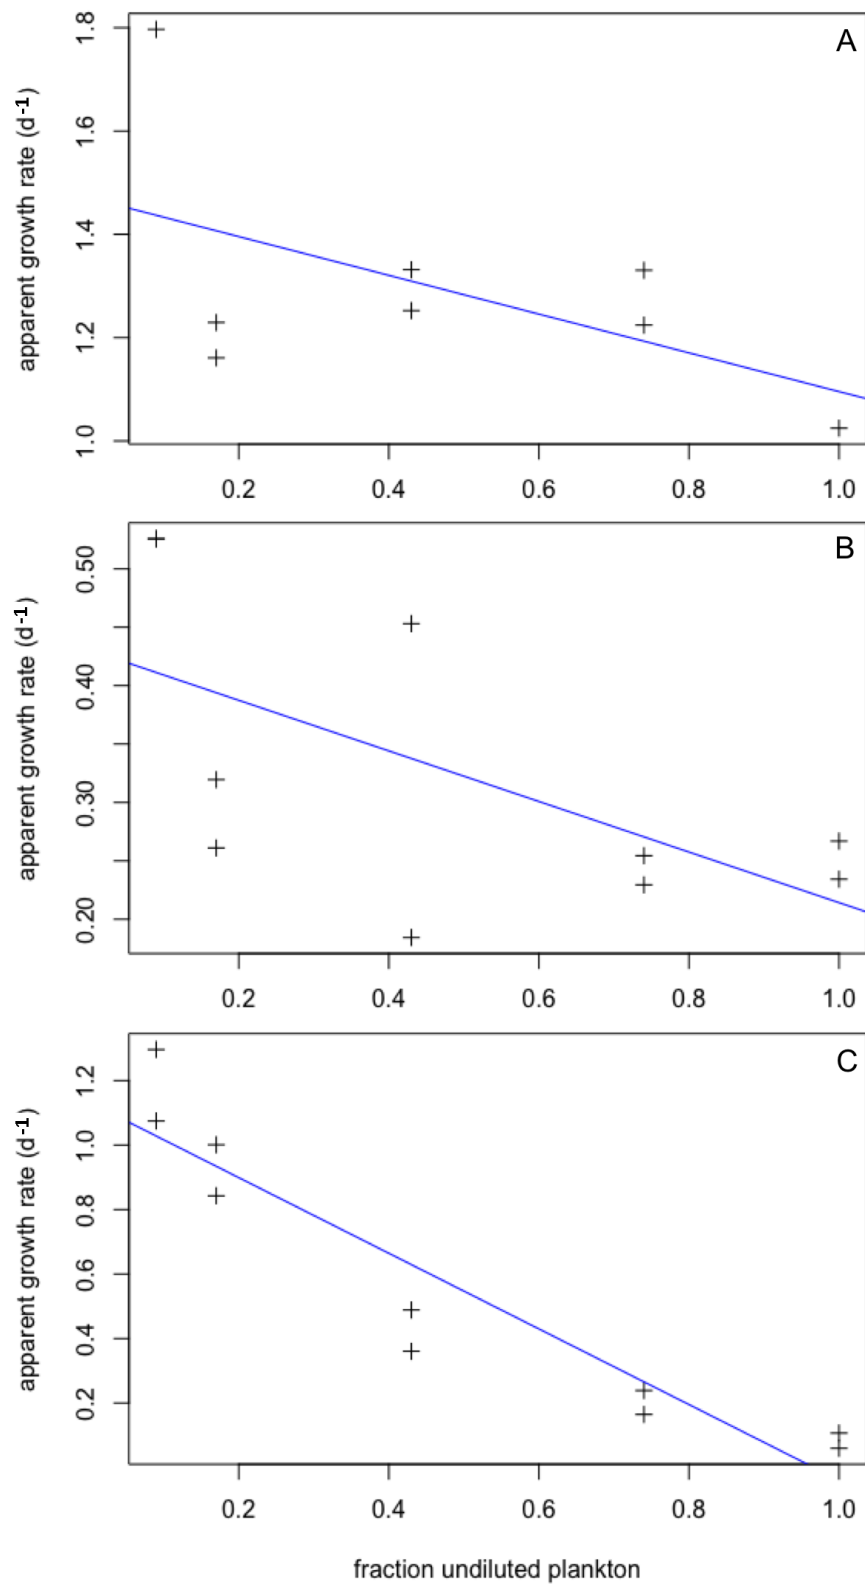 A
apparent growth rate (d-1)
1.8
1.6
1.4
1.2
1.0
0.2 0.4 0.6 0.8 1.0
B
apparent growth rate (d-1)
0.50
0.40
0.30
0.20
0.2 0.4 0.6 0.8 1.0
C
apparent growth rate (d-1)
1.2
1.0
0.8
0.6
0.4
0.2
0.2 0.4 0.6 0.8 1.0
fraction undiluted plankton